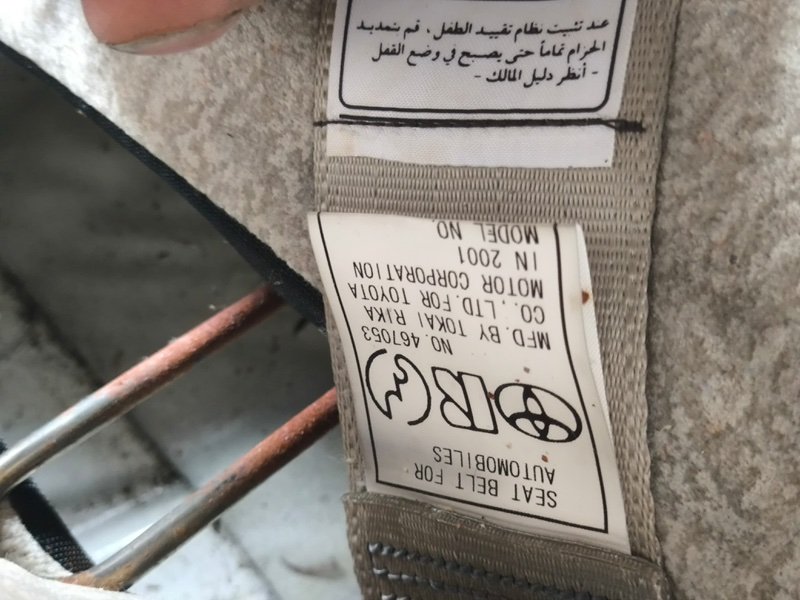 عند تثبيت نظام تقييد الطفل، قم بتمديد
الحزام تماماً حتى يصبح في وضع القفل
- أنظر دليل المالك -
SEAT BELT FOR
AUTOMOBILES
NO. 467053
MFD. BY TOKAI RIKA
CO., LTD. FOR TOYOTA
MOTOR CORPORATION
IN 2001
MODEL NO